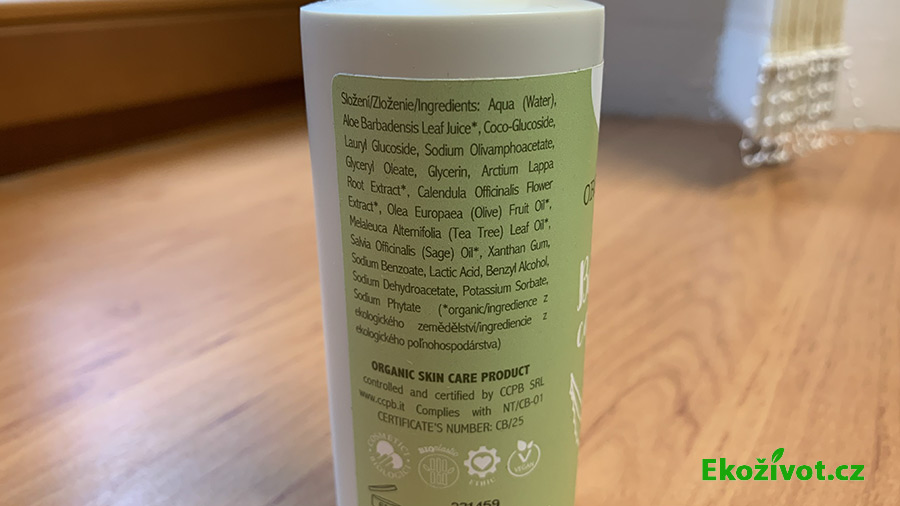 Složení/Zloženie/Ingredients: Aqua (Water),
Aloe Barbadensis Leaf Juice*, Coco-Glucoside,
Lauryl Glucoside, Sodium Olivamphoacetate,
Glyceryl Oleate, Glycerin, Arctium Lappa
Root Extract*, Calendula Officinalis Flower
Extract*, Olea Europaea (Olive) Fruit Oil*,
Melaleuca Alternifolia (Tea Tree) Leaf Oil*,
Salvia Officinalis (Sage) Oil*, Xanthan Gum,
Sodium Benzoate, Lactic Acid, Benzyl Alcohol,
Sodium Dehydroacetate, Potassium Sorbate,
Sodium Phytate (*organic/ingredience z
ekologického zemědělství/ingrediencie z
ekologického poľnohospodárstva)
ORGANIC SKIN CARE PRODUCT
controlled and certified by CCPB SRL
www.ccpb.it Complies with NT/CB-01
CERTIFICATE'S NUMBER: CB/25
COSMETICI
ETHIC
VEGAN
Ekoživot.cz